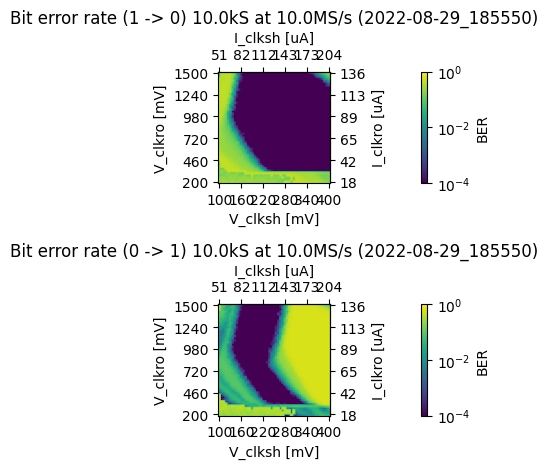 Bit error rate (1 -> 0) 10.0kS at 10.0MS/s (2022-08-29_185550)
I_clksh [uA]
51 82 112 143 173 204
1500 1240 980 720 460 200
V_clkro [mV]
136 113 89 66 42 18
I_clkro [uA]
100 160 220 280 340 400
V_clksh [mV]
10^0 10^-2 10^-4
BER
Bit error rate (0 -> 1) 10.0kS at 10.0MS/s (2022-08-29_185550)
I_clksh [uA]
51 82 112 143 173 204
1500 1240 980 720 460 200
V_clkro [mV]
136 113 89 66 42 18
I_clkro [uA]
100 160 220 280 340 400
V_clksh [mV]
10^0 10^-2 10^-4
BER